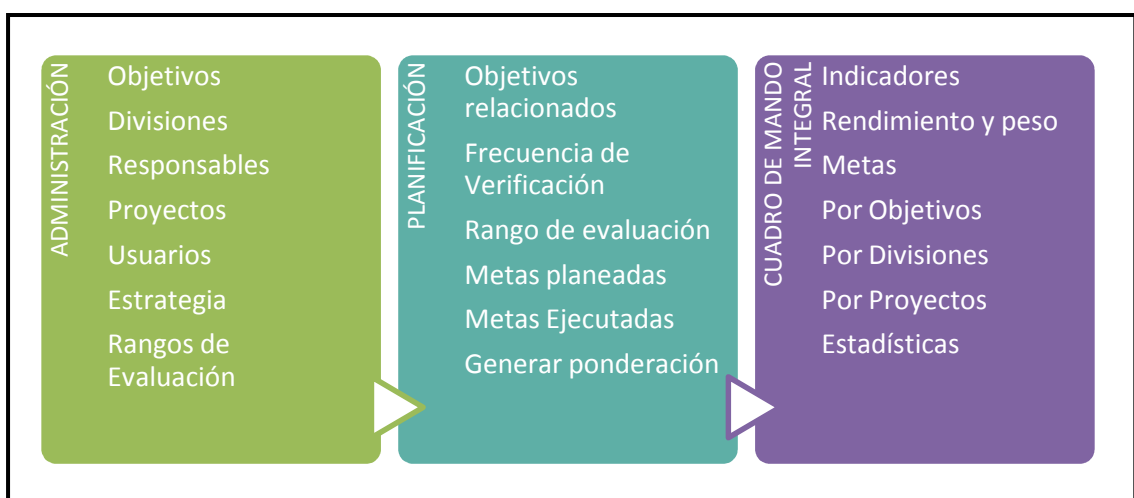 ADMINISTRACIÓN
Objetivos
Divisiones
Responsables
Proyectos
Usuarios
Estrategia
Rangos de
Evaluación
PLANIFICACIÓN
Objetivos
relacionados
Frecuencia de
Verificación
Rango de evaluación
Metas planeadas
Metas Ejecutadas
Generar ponderación
CUADRO DE MANDO
INTEGRAL
Indicadores
Rendimiento y peso
Metas
Por Objetivos
Por Divisiones
Por Proyectos
Estadísticas